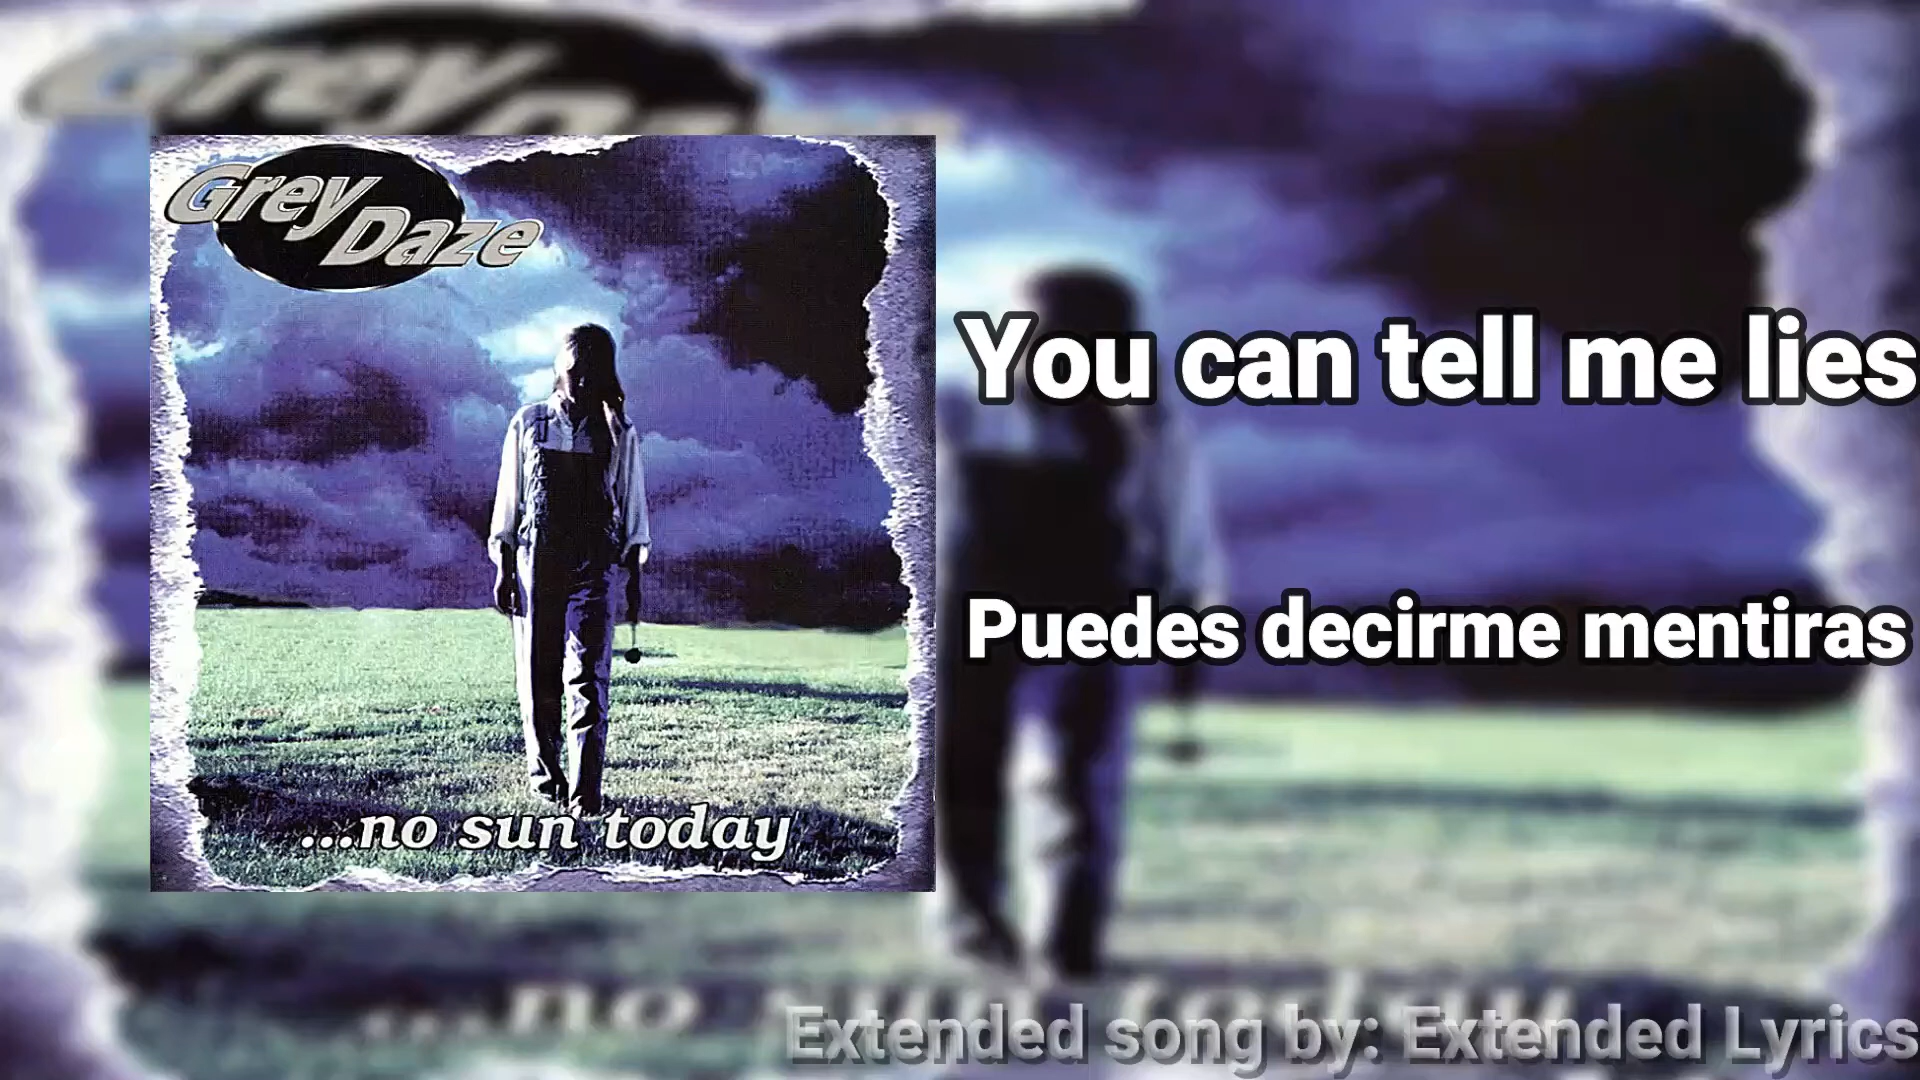 Grey Daze
You can tell me lies
Puedes decirme mentiras
...no sun today
Extended song by: Extended Lyrics